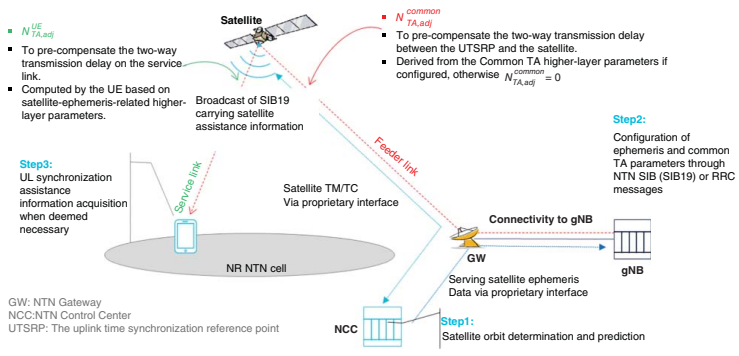 Satellite
N^{UE}_{TA,adj}
To pre-compensate the two-way
transmission delay on the service
link.
Computed by the UE based on
satellite-ephemeris-related higher-
layer parameters.
N^{common}_{TA,adj}
To pre-compensate the two-way transmission delay
between the UTSRP and the satellite.
Derived from the Common TA higher-layer parameters if
configured, otherwise N^{common}_{TA,adj} = 0
Broadcast of SIB19
carrying satellite
assistance information
Step2:
Configuration of
ephemeris and common
TA parameters through
NTN SIB (SIB19) or RRC
messages
Step3:
UL synchronization
assistance
information acquisition
when deemed
necessary
Service link
Feeder link
Satellite TM/TC
Via proprietary interface
Connectivity to gNB
GW
gNB
NR NTN cell
Serving satellite ephemeris
Data via proprietary interface
GW: NTN Gateway
NCC:NTN Control Center
UTSRP: The uplink time synchronization reference point
NCC
Step1:
Satellite orbit determination and prediction